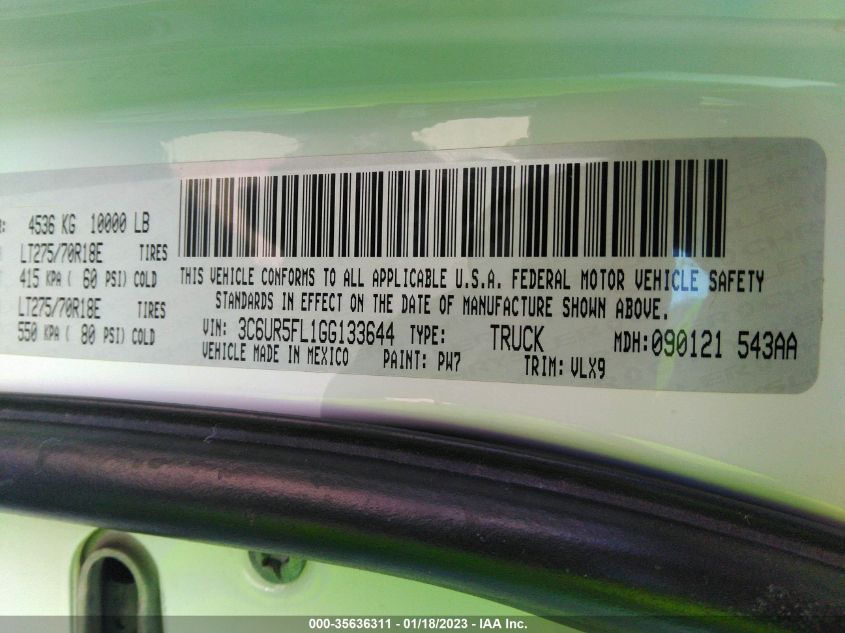 4536 KG 10000 LB
LT275/70R18E TIRES
415 KPA ( 60 PSI) COLD
LT275/70R18E TIRES
550 KPA ( 80 PSI) COLD
THIS VEHICLE CONFORMS TO ALL APPLICABLE U.S.A. FEDERAL MOTOR VEHICLE SAFETY
STANDARDS IN EFFECT ON THE DATE OF MANUFACTURE SHOWN ABOVE.
VIN: 3C6UR5FL1GG133644 TYPE: TRUCK MDH: 090121 543AA
VEHICLE MADE IN MEXICO PAINT: PW7 TRIM: VLX9
000-35636311 - 01/18/2023 - IAA Inc.